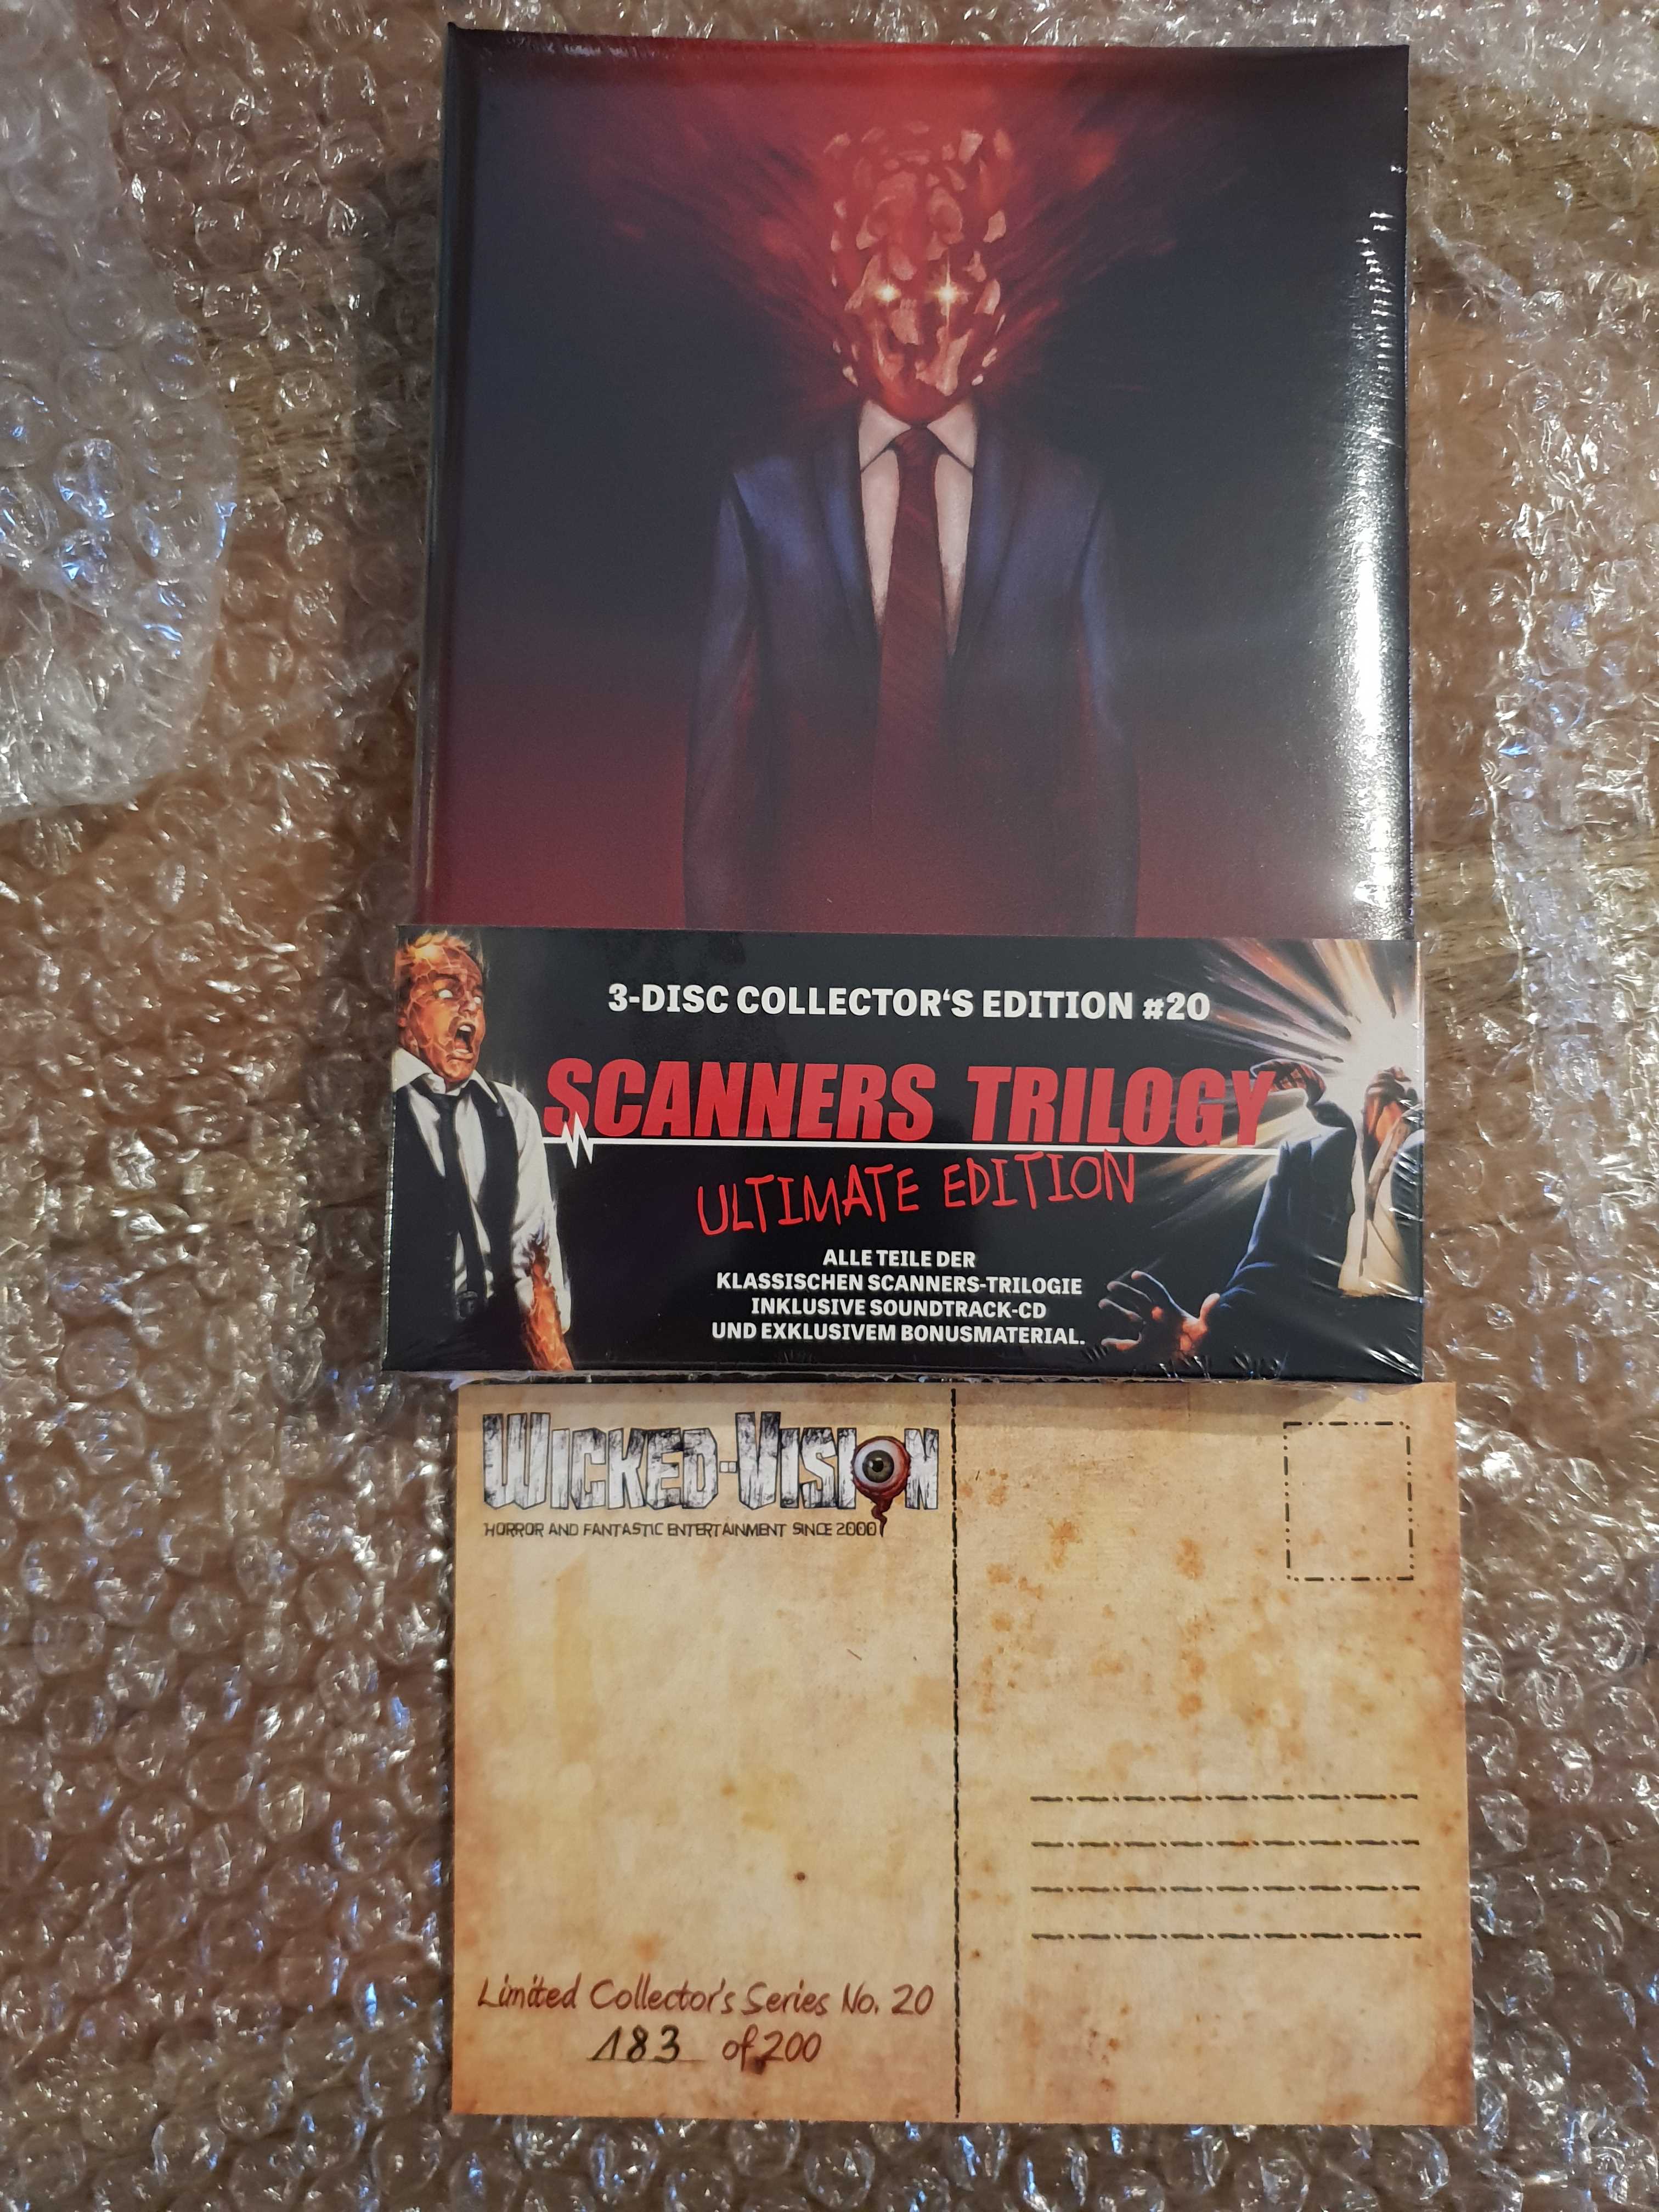 3-DISC COLLECTOR‘S EDITION #20
SCANNERS TRILOGY
ULTIMATE EDITION
ALLE TEILE DER
KLASSISCHEN SCANNERS-TRILOGIE
INKLUSIVE SOUNDTRACK-CD
UND EXKLUSIVEM BONUSMATERIAL.
WICKED-VISION
HORROR AND FANTASTIC ENTERTAINMENT SINCE 2000
Limited Collector's Series No. 20
183 of 200